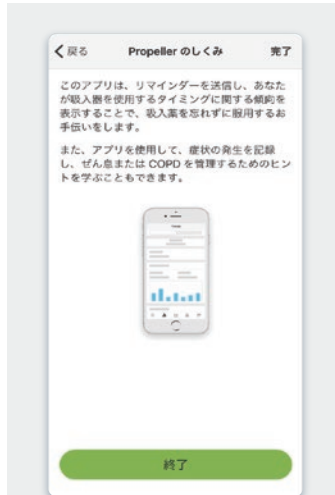 戻る Propeller のしくみ 完了
このアプリは、リマインダーを送信し、あなた
が吸入器を使用するタイミングに関する傾向を
表示することで、吸入薬を忘れずに服用するお
手伝いをします。
また、アプリを使用して、症状の発生を記録
し、ぜん息または COPD を管理するためのヒン
トを学ぶこともできます。
終了